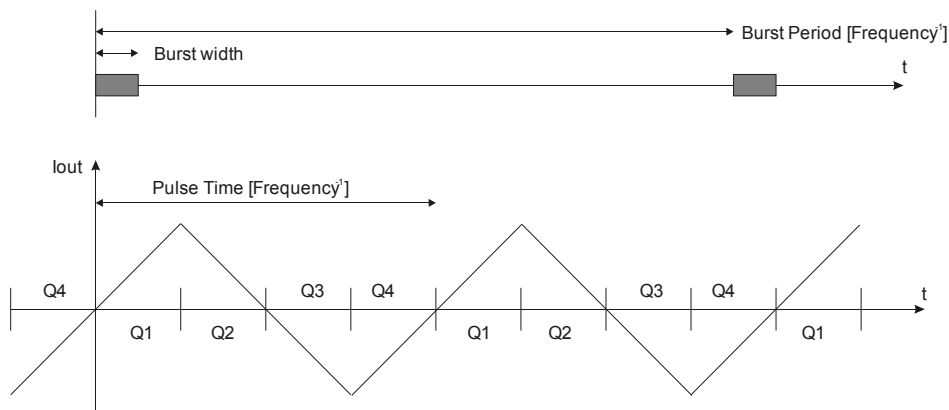 Burst Period [Frequency⁻¹]
Burst width
t
Iout
Pulse Time [Frequency⁻¹]
Q4 Q3 Q4 Q3 Q4 t
Q1 Q2 Q1 Q2 Q1